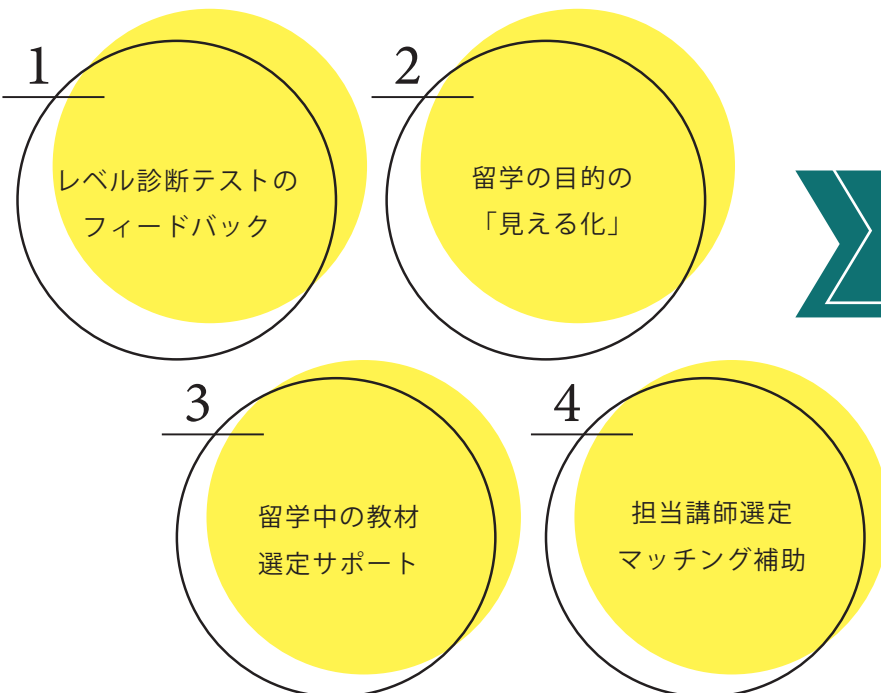 1
レベル診断テストの
フィードバック
2
留学の目的の
「見える化」
3
留学中の教材
選定サポート
4
担当講師選定
マッチング補助